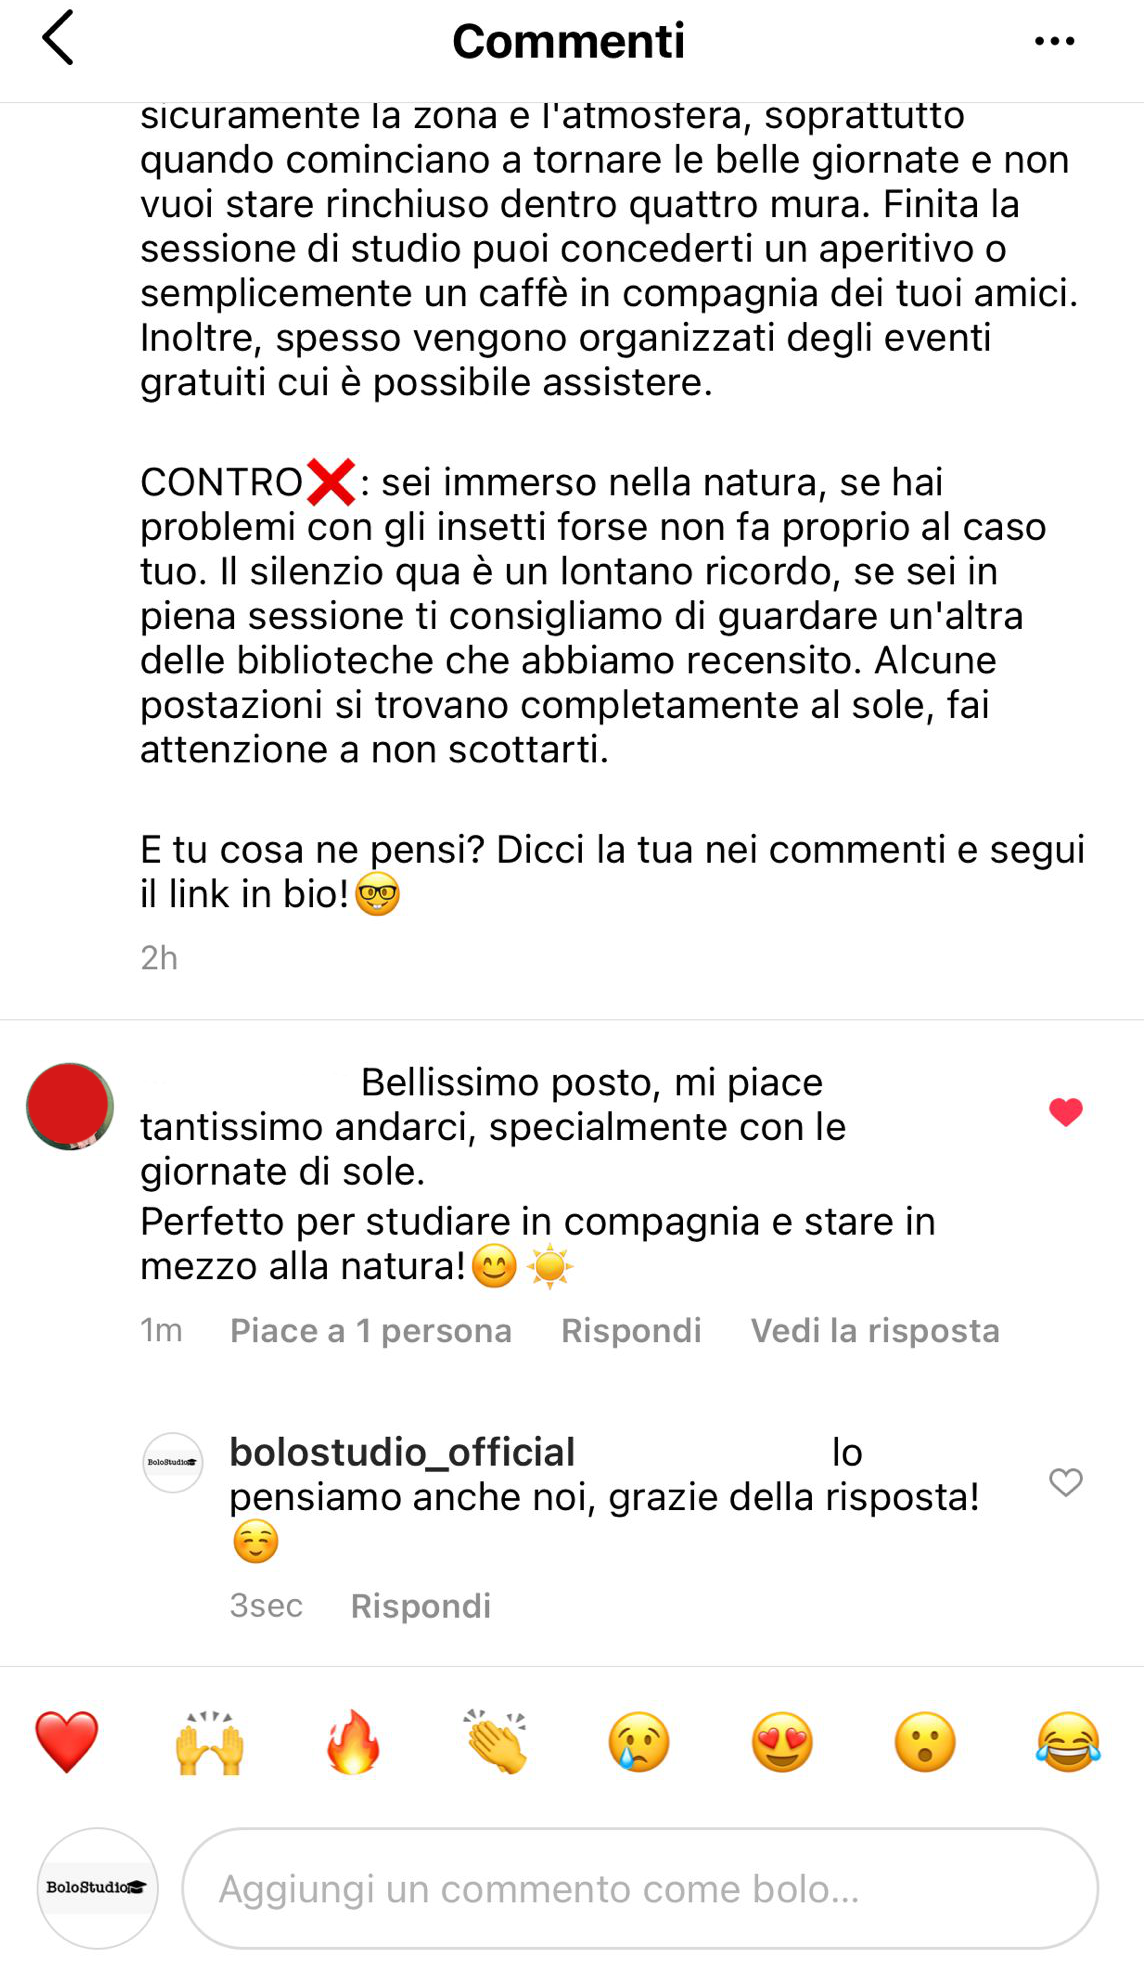 Commenti
sicuramente la zona e l'atmosfera, soprattutto
quando cominciano a tornare le belle giornate e non
vuoi stare rinchiuso dentro quattro mura. Finita la
sessione di studio puoi concederti un aperitivo o
semplicemente un caffè in compagnia dei tuoi amici.
Inoltre, spesso vengono organizzati degli eventi
gratuiti cui è possibile assistere.
CONTRO❌: sei immerso nella natura, se hai
problemi con gli insetti forse non fa proprio al caso
tuo. Il silenzio qua è un lontano ricordo, se sei in
piena sessione ti consigliamo di guardare un'altra
delle biblioteche che abbiamo recensito. Alcune
postazioni si trovano completamente al sole, fai
attenzione a non scottarti.
E tu cosa ne pensi? Dicci la tua nei commenti e segui
il link in bio!🤓
2h
Bellissimo posto, mi piace
tantissimo andarci, specialmente con le
giornate di sole.
Perfetto per studiare in compagnia e stare in
mezzo alla natura!😊☀️
1m Piace a 1 persona Rispondi Vedi la risposta
BoloStudio
bolostudio_official lo
pensiamo anche noi, grazie della risposta!
☺️
3sec Rispondi
BoloStudio
Aggiungi un commento come bolo...